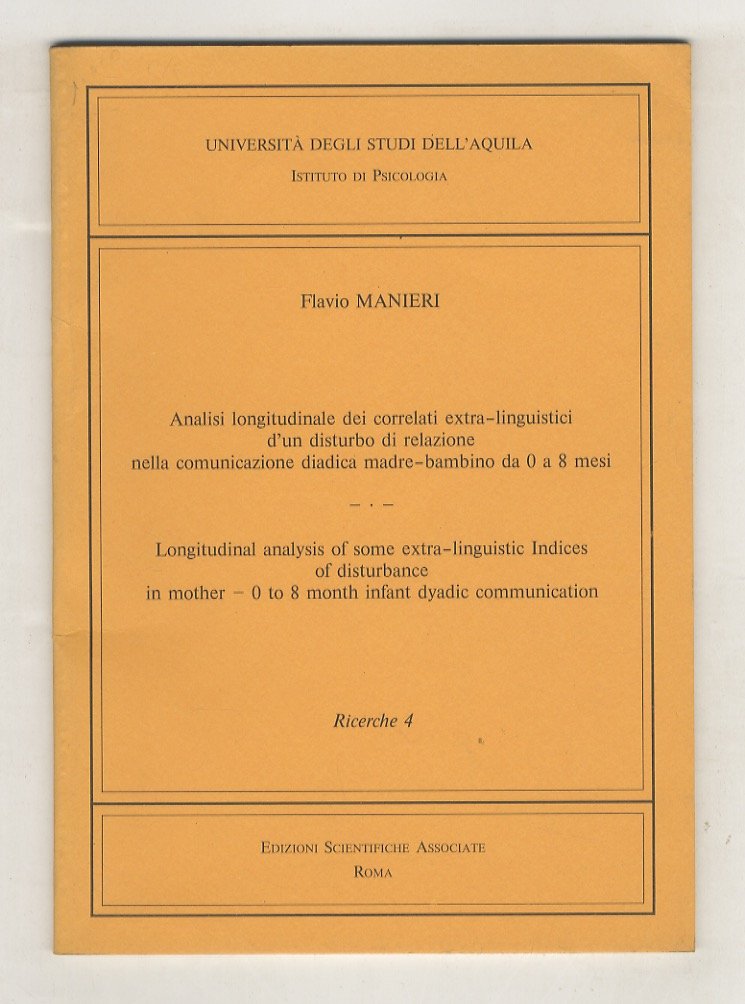 UNIVERSITÀ DEGLI STUDI DELL'AQUILA
ISTITUTO DI PSICOLOGIA
Flavio MANIERI
Analisi longitudinale dei correlati extra-linguistici
d'un disturbo di relazione
nella comunicazione diadica madre-bambino da 0 a 8 mesi
– . –
Longitudinal analysis of some extra-linguistic Indices
of disturbance
in mother – 0 to 8 month infant dyadic communication
Ricerche 4
EDIZIONI SCIENTIFICHE ASSOCIATE
ROMA